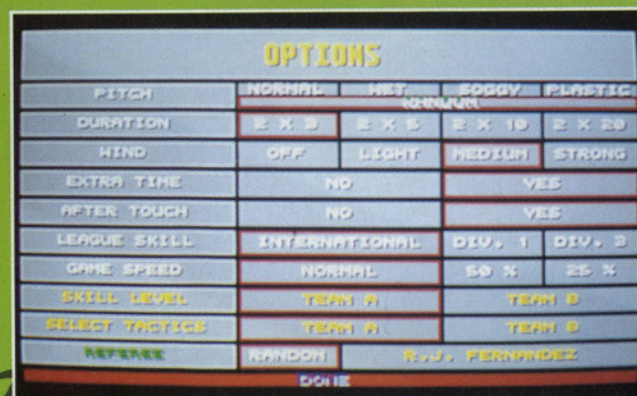 OPTIONS
PITCH NORMAL WET SOGGY PLASTIC
DURATION 2 X 3 2 X 5 2 X 10 2 X 20
WIND OFF LIGHT MEDIUM STRONG
EXTRA TIME NO YES
AFTER TOUCH NO YES
LEAGUE SKILL INTERNATIONAL DIV. 1 DIV. 3
GAME SPEED NORMAL 50 % 25 %
SKILL LEVEL TEAM A TEAM B
SELECT TACTICS TEAM A TEAM B
REFEREE RANDOM R.J. FERNANDEZ
DONE